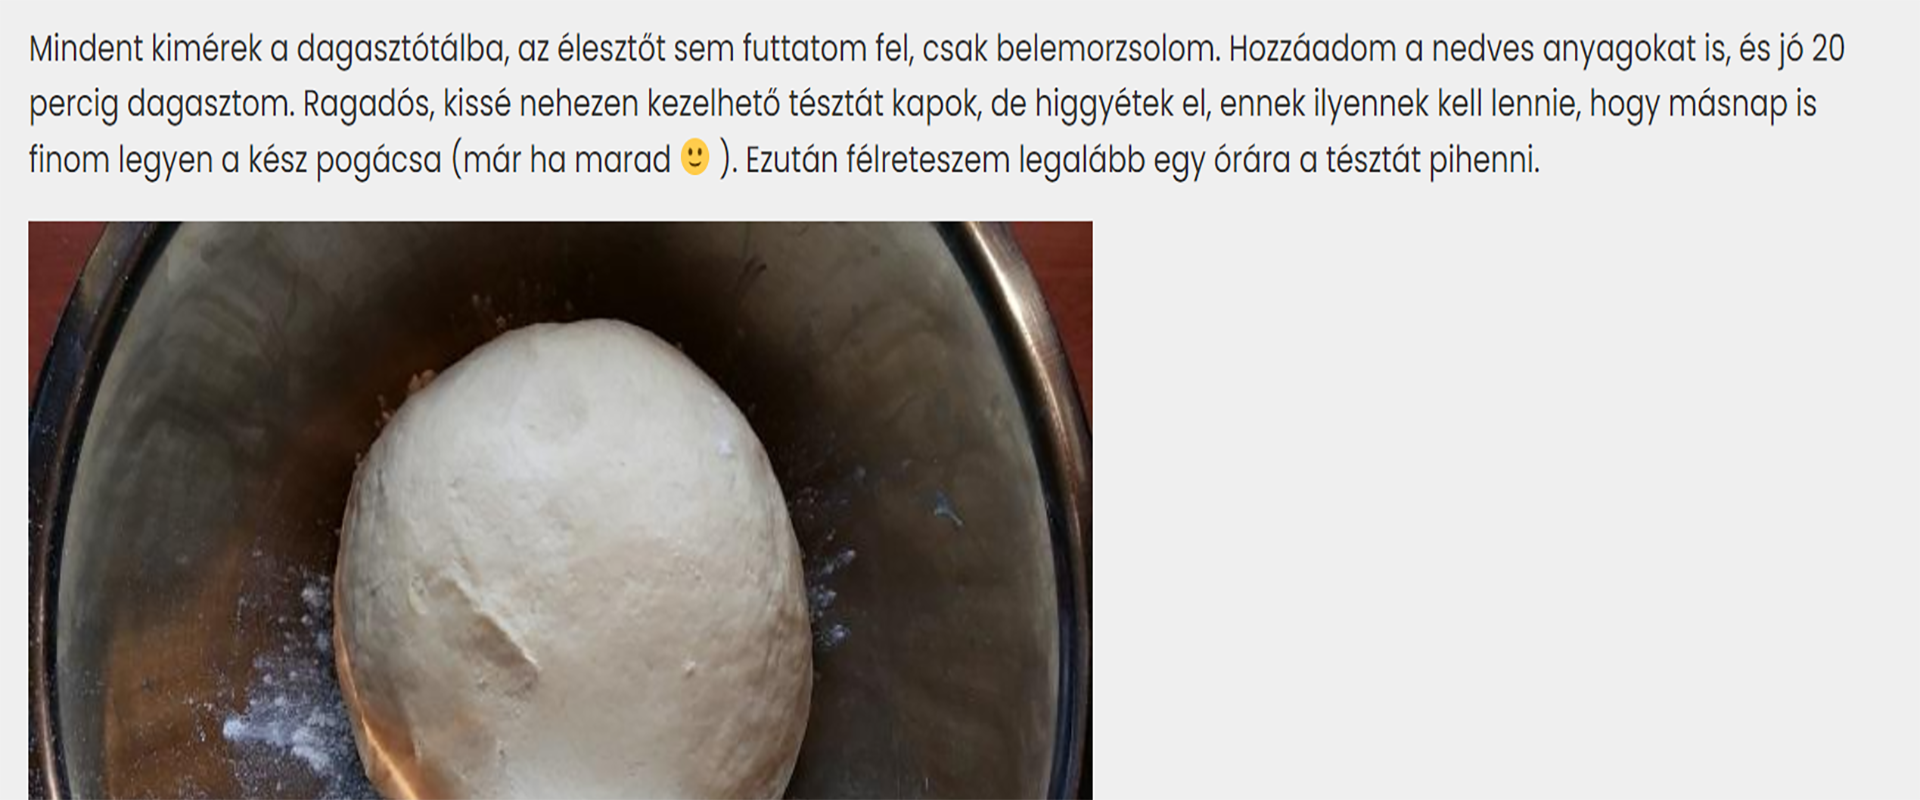 Mindent kimérek a dagasztótálba, az élesztőt sem futtatom fel, csak belemorzsolom. Hozzáadom a nedves anyagokat is, és jó 20
percig dagasztom. Ragadós, kissé nehezen kezelhető tésztát kapok, de higgyétek el, ennek ilyennek kell lennie, hogy másnap is
finom legyen a kész pogácsa (már ha marad 🙂 ). Ezután félreteszem legalább egy órára a tésztát pihenni.